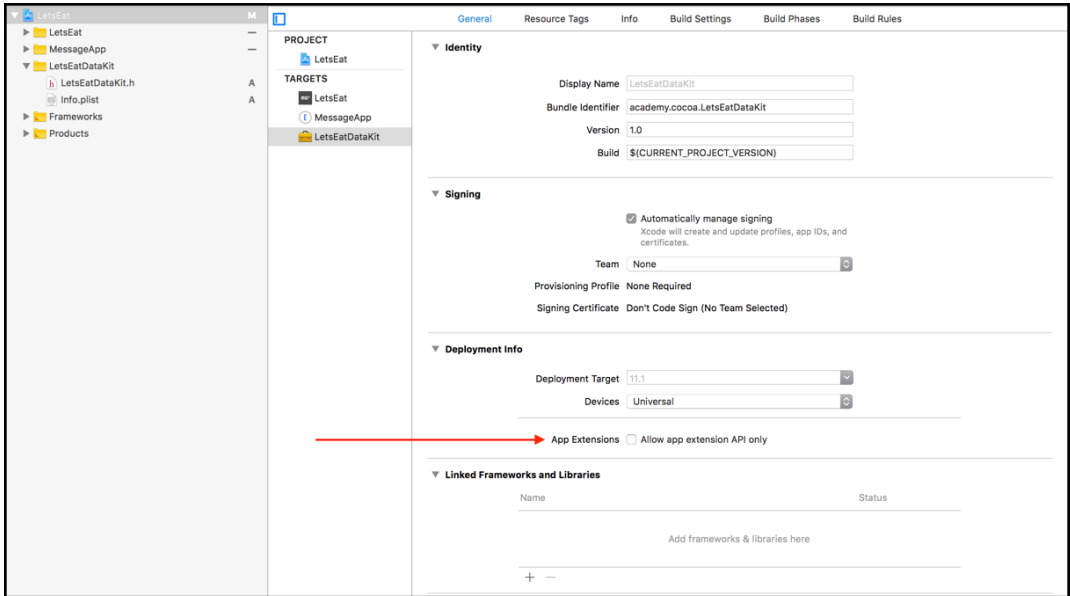 LetsEat M
LetsEat
MessageApp
LetsEatDataKit
h LetsEatDataKit.h A
Info.plist A
Frameworks
Products
General Resource Tags Info Build Settings Build Phases Build Rules
PROJECT
LetsEat
TARGETS
LetsEat
E MessageApp
LetsEatDataKit
Identity
Display Name LetsEatDataKit
Bundle Identifier academy.cocoa.LetsEatDataKit
Version 1.0
Build $(CURRENT_PROJECT_VERSION)
Signing
Automatically manage signing
Xcode will create and update profiles, app IDs, and
certificates.
Team None
Provisioning Profile None Required
Signing Certificate Don't Code Sign (No Team Selected)
Deployment Info
Deployment Target 11.1
Devices Universal
App Extensions Allow app extension API only
Linked Frameworks and Libraries
Name Status
Add frameworks & libraries here